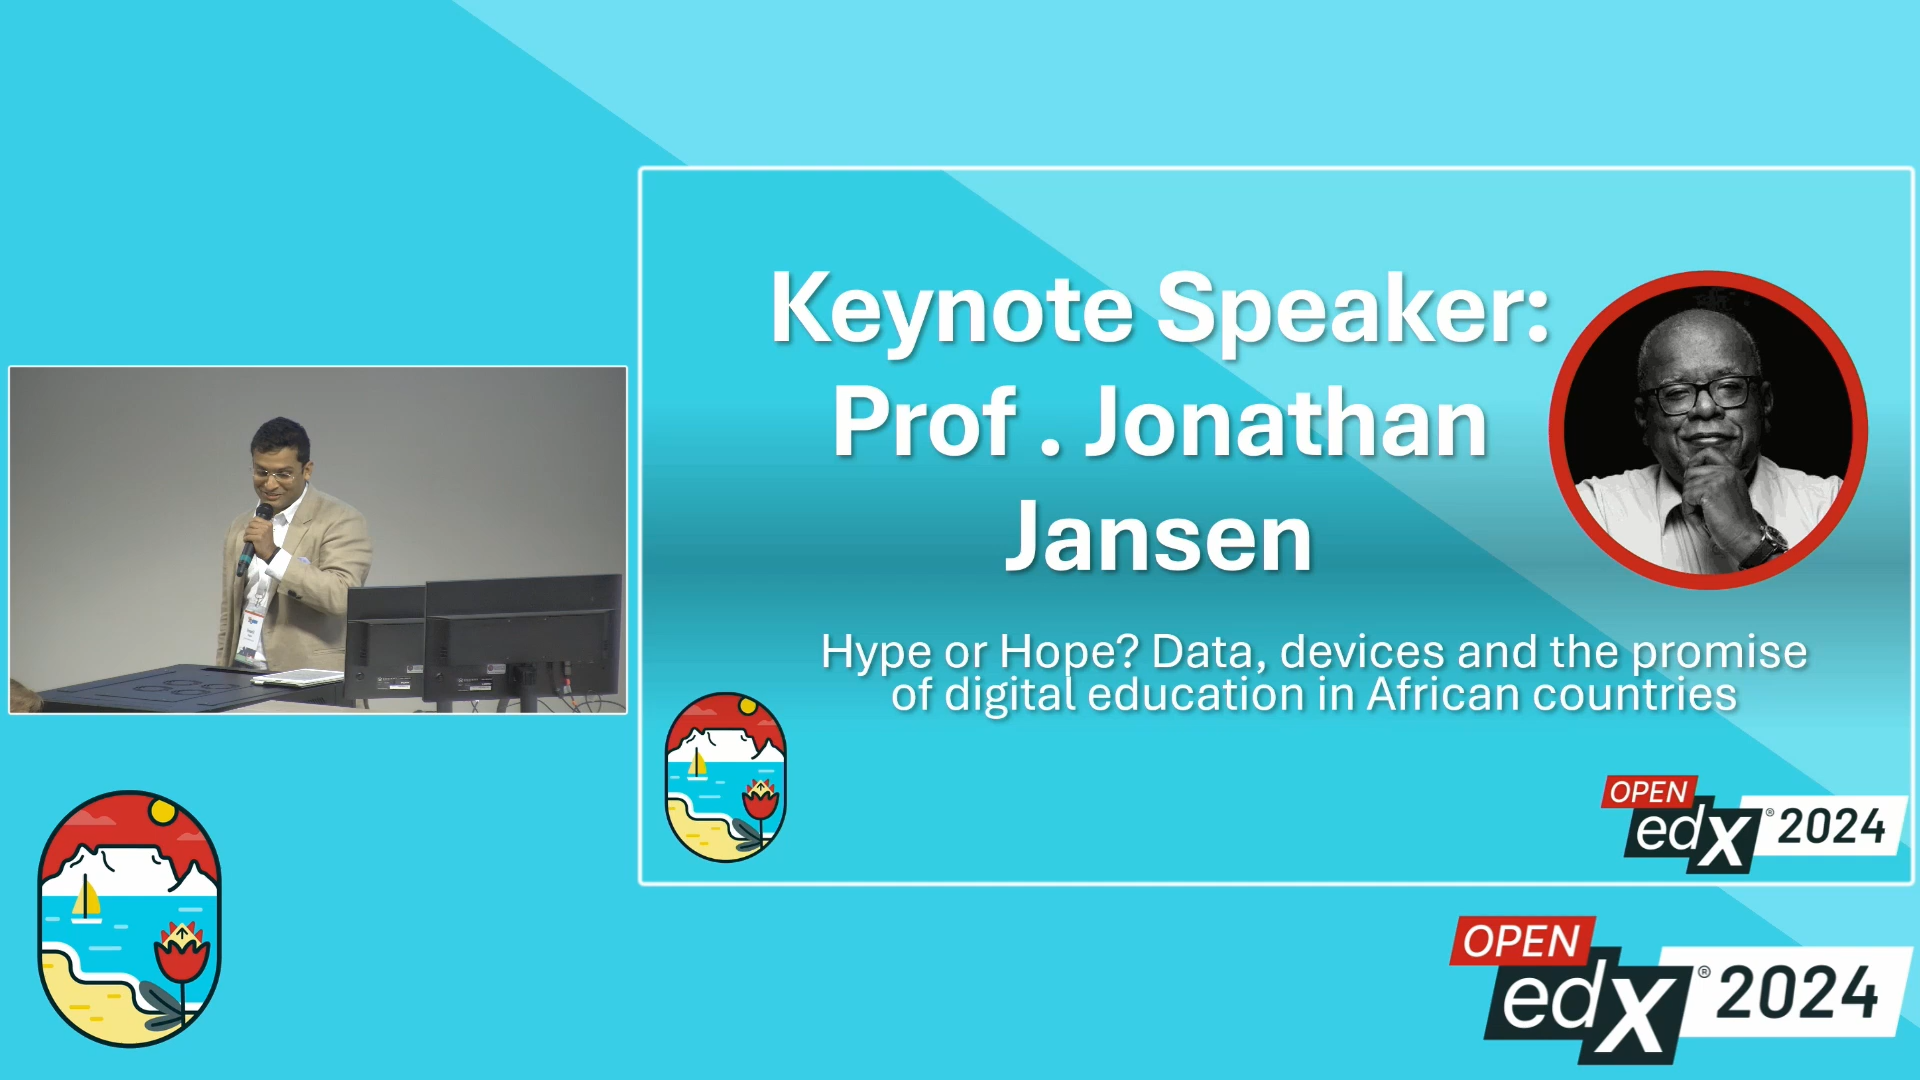 Keynote Speaker:
Prof . Jonathan
Jansen
Hype or Hope? Data, devices and the promise
of digital education in African countries
OPEN
edX ® 2024
OPEN
edX ® 2024